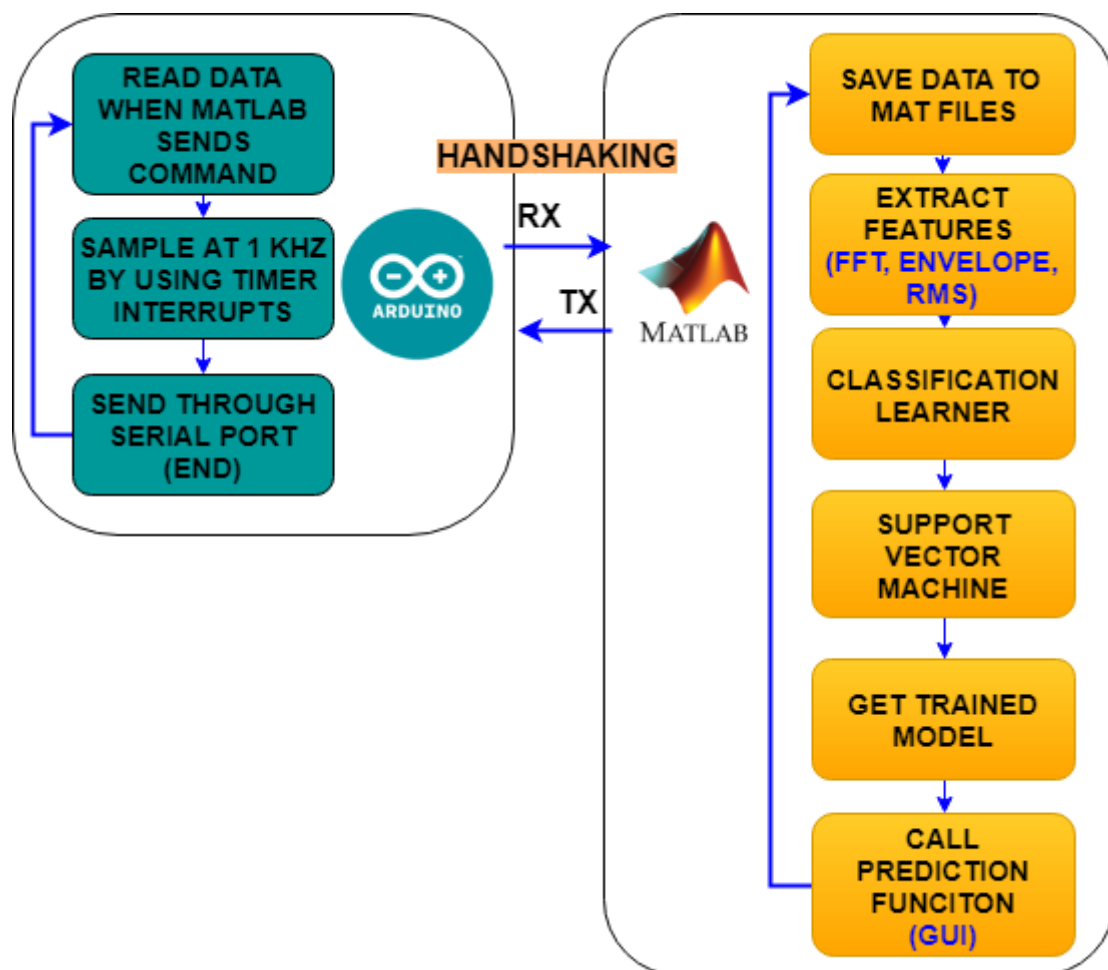 READ DATA
WHEN MATLAB
SENDS
COMMAND
SAMPLE AT 1 KHZ
BY USING TIMER
INTERRUPTS
SEND THROUGH
SERIAL PORT
(END)
ARDUINO
HANDSHAKING
RX
TX
MATLAB
SAVE DATA TO
MAT FILES
EXTRACT
FEATURES
(FFT, ENVELOPE,
RMS)
CLASSIFICATION
LEARNER
SUPPORT
VECTOR
MACHINE
GET TRAINED
MODEL
CALL
PREDICTION
FUNCITON
(GUI)